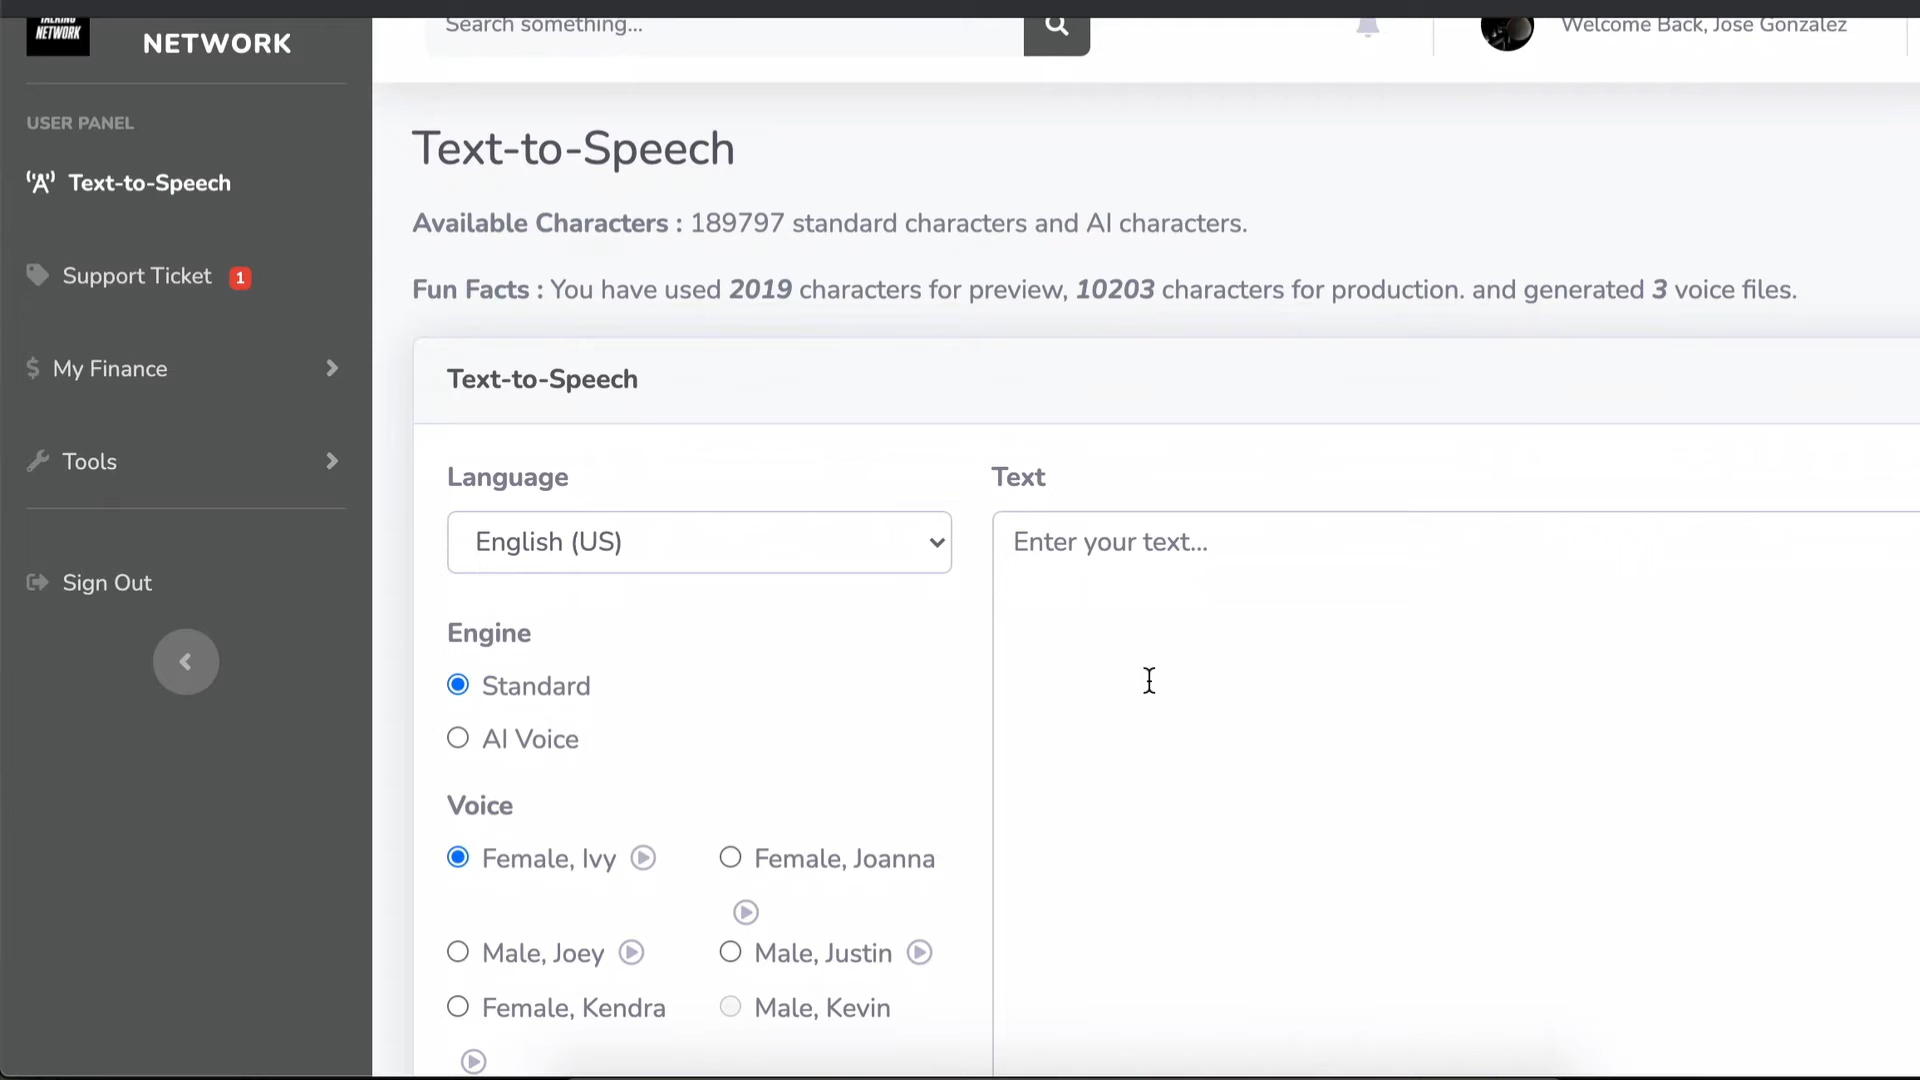 TALKING
NETWORK
NETWORK
Search something...
Welcome Back, Jose Gonzalez
USER PANEL
Text-to-Speech
Support Ticket 1
$ My Finance
Tools
Sign Out
Text-to-Speech
Available Characters : 189797 standard characters and AI characters.
Fun Facts : You have used 2019 characters for preview, 10203 characters for production. and generated 3 voice files.
Text-to-Speech
Language
English (US)
Engine
Standard
AI Voice
Voice
Female, Ivy
Female, Joanna
Male, Joey
Male, Justin
Female, Kendra
Male, Kevin
Text
Enter your text...